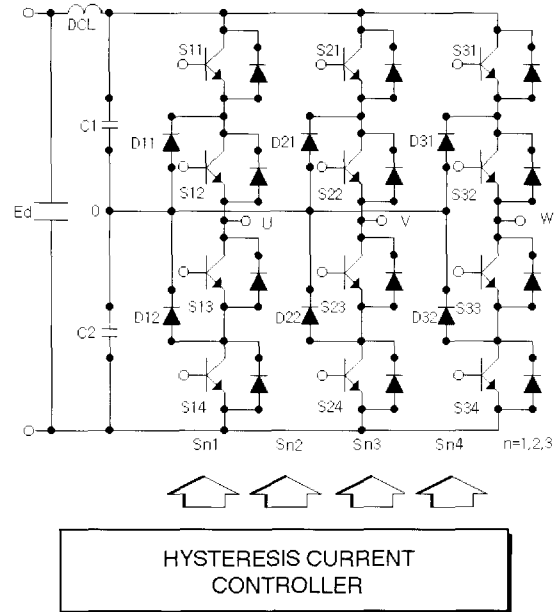 DCL
S11 S21 S31
C1 D11 D21 D31
S12 S22 S32
Ed 0 U V W
S13 S23 S33
C2 D12 D22 D32
S14 S24 S34
Sn1 Sn2 Sn3 Sn4 n=1,2,3
HYSTERESIS CURRENT
CONTROLLER